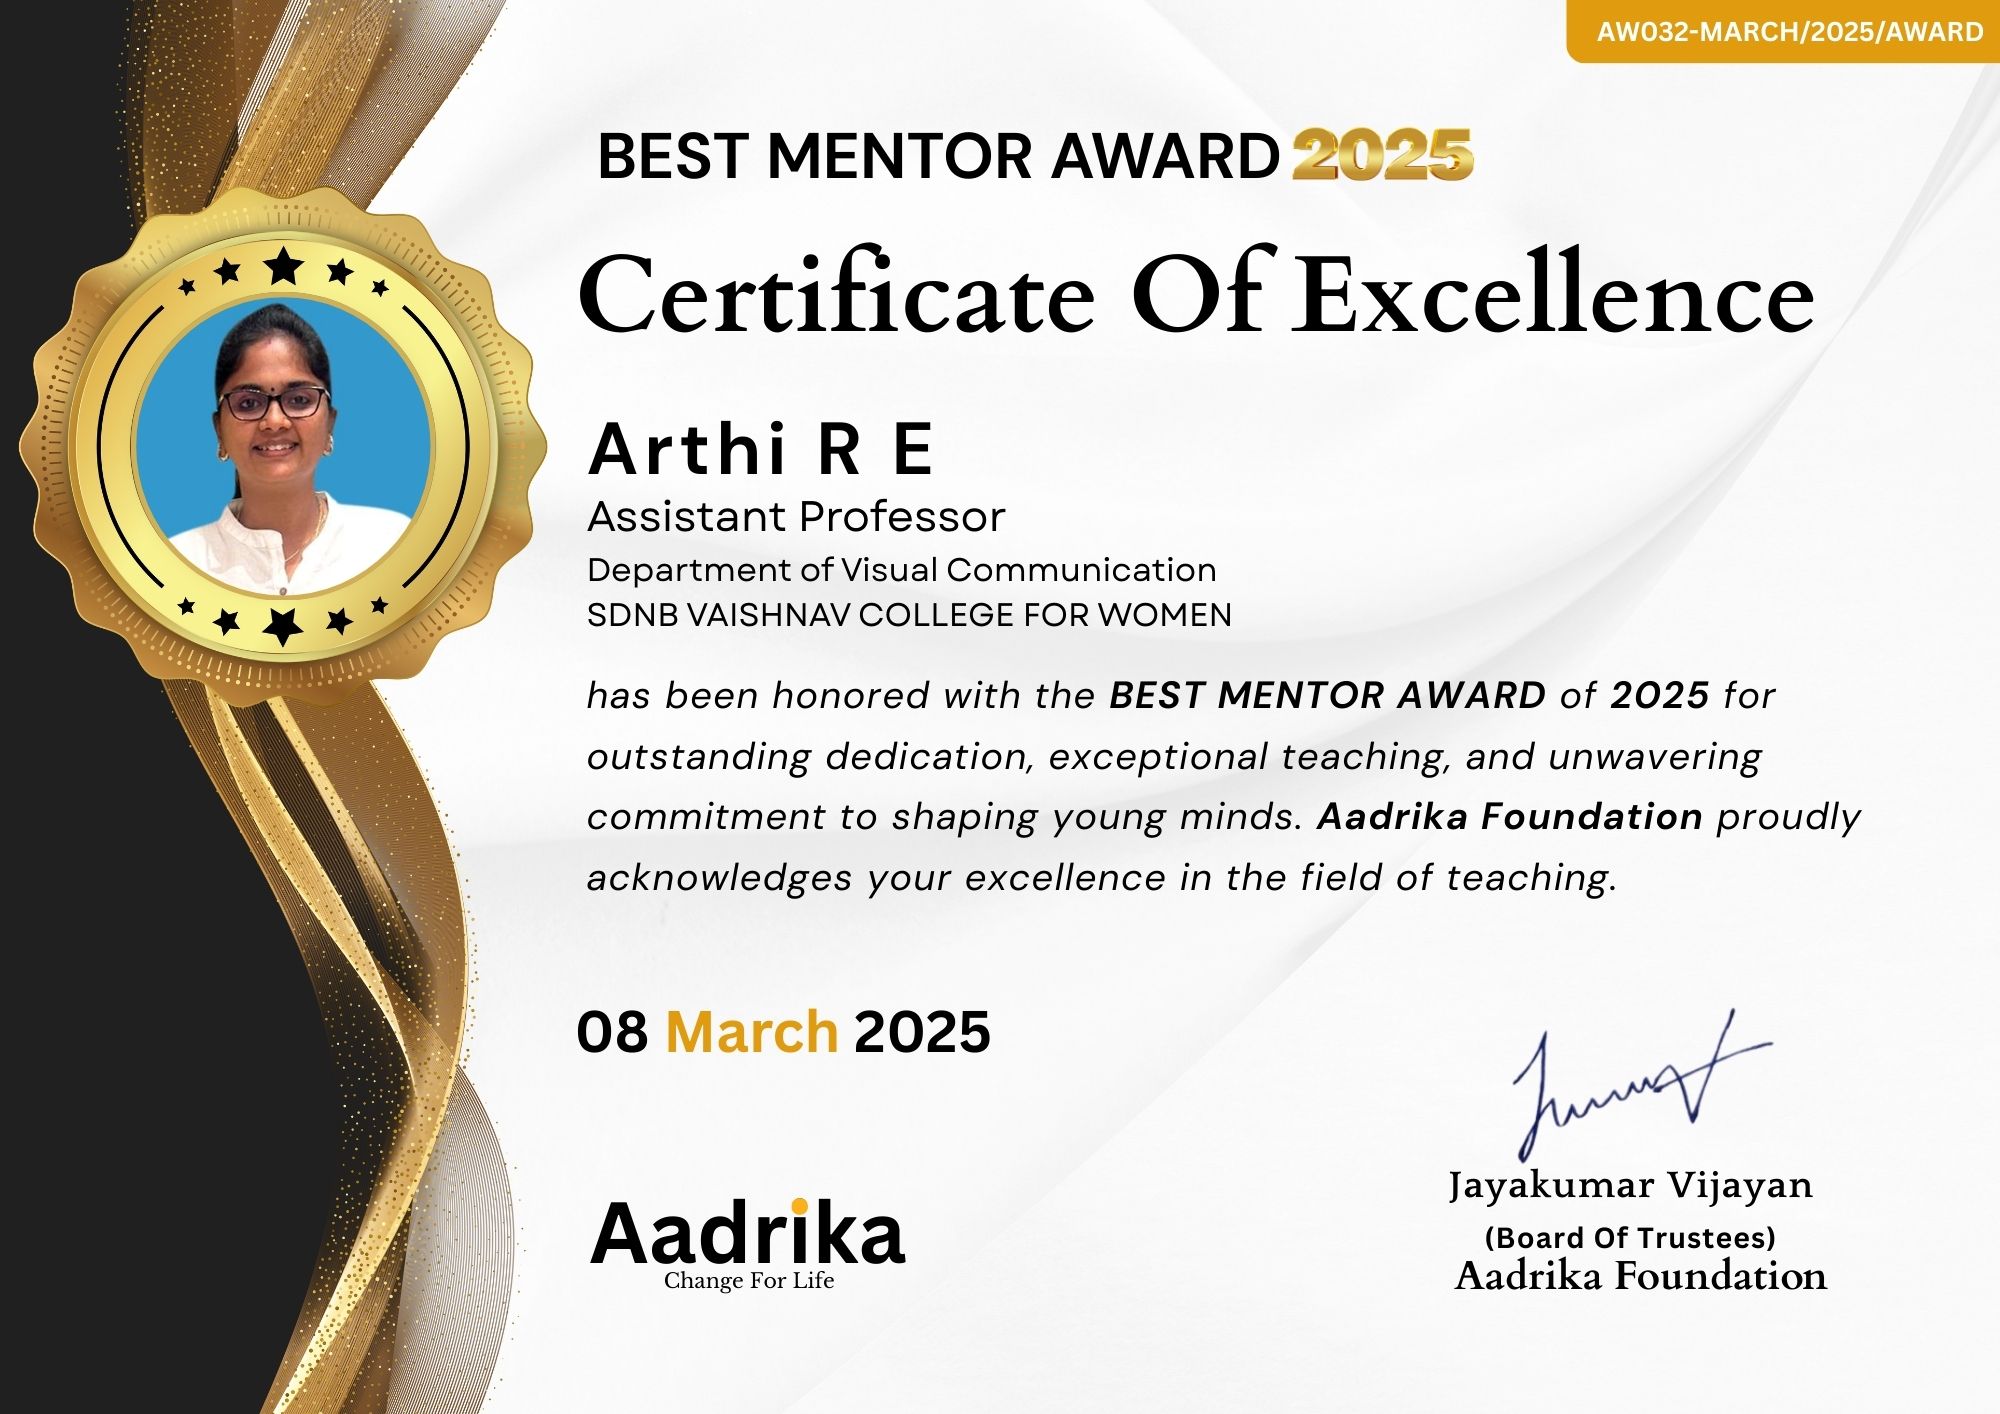 AW032-MARCH/2025/AWARD
BEST MENTOR AWARD 2025
Certificate Of Excellence
Arthi R E
Assistant Professor
Department of Visual Communication
SDNB VAISHNAV COLLEGE FOR WOMEN
has been honored with the BEST MENTOR AWARD of 2025 for
outstanding dedication, exceptional teaching, and unwavering
commitment to shaping young minds. Aadrika Foundation proudly
acknowledges your excellence in the field of teaching.
08 March 2025
Aadrika
Change For Life
Jayakumar Vijayan
(Board Of Trustees)
Aadrika Foundation